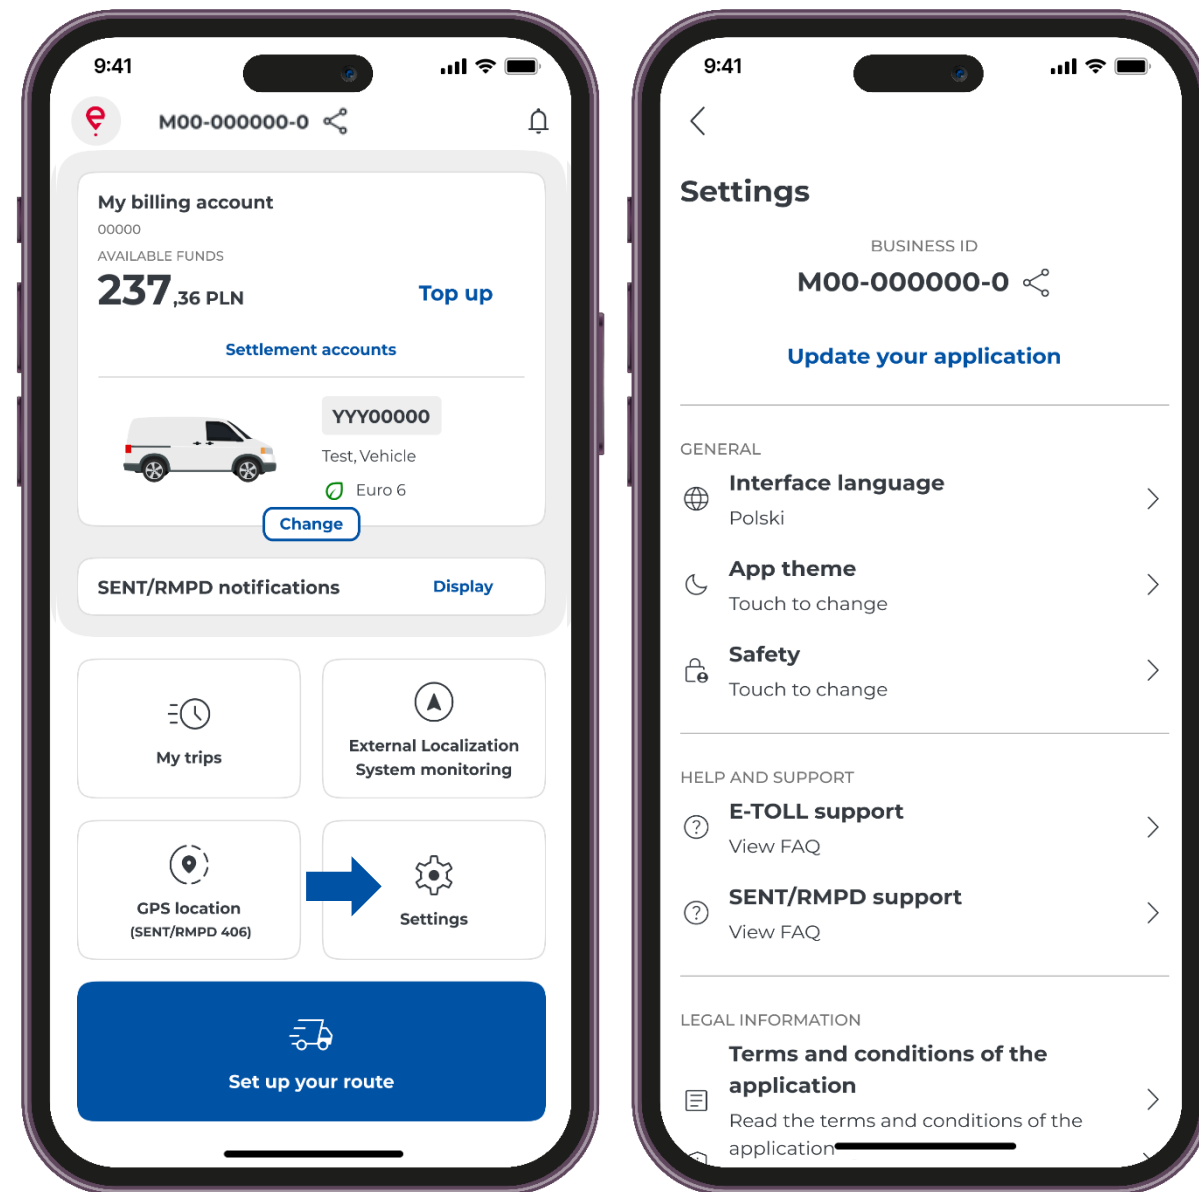 9:41
M00-000000-0
My billing account
00000
AVAILABLE FUNDS
237,36 PLN
Top up
Settlement accounts
YYY00000
Test, Vehicle
Euro 6
Change
SENT/RMPD notifications
Display
My trips
External Localization
System monitoring
GPS location
(SENT/RMPD 406)
Settings
Set up your route
9:41
Settings
BUSINESS ID
M00-000000-0
Update your application
GENERAL
Interface language
Polski
App theme
Touch to change
Safety
Touch to change
HELP AND SUPPORT
E-TOLL support
View FAQ
SENT/RMPD support
View FAQ
LEGAL INFORMATION
Terms and conditions of the
application
Read the terms and conditions of the
application